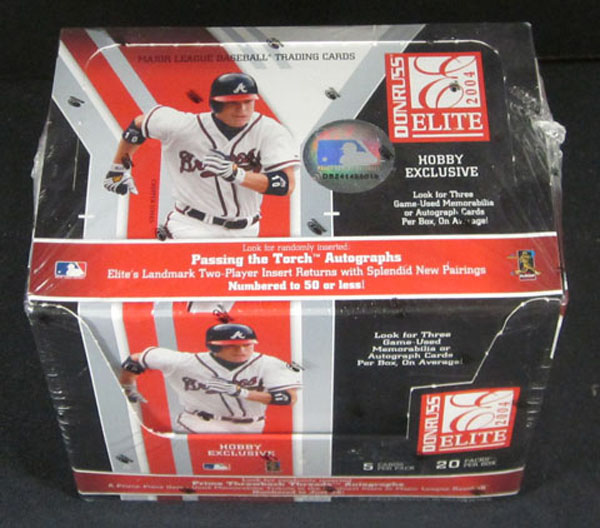 MAJOR LEAGUE BASEBALL® TRADING CARDS
DONRUSS
E
2004
ELITE
HOBBY
EXCLUSIVE
Look for Three
Game-Used Memorabilia
or Autograph Cards
Per Box, On Average!
Braves
Look for randomly inserted:
Passing the Torch™ Autographs
Elite's Landmark Two-Player Insert Returns with Splendid New Pairings
Numbered to 50 or less!
Look for Three
Game-Used
Memorabilia or
Autograph Cards
Per Box, On Average!
Braves
DONRUSS
E
2004
ELITE
HOBBY
EXCLUSIVE
5 CARDS PER PACK
20 PACKS PER BOX
Prime Throwback Threads™ Autographs